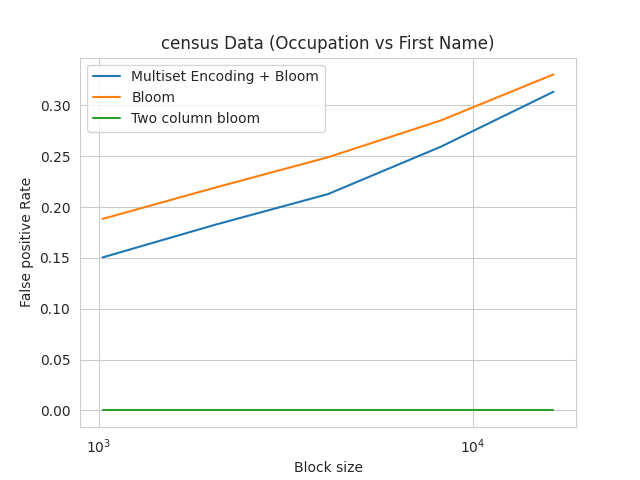 census Data (Occupation vs First Name)
Multiset Encoding + Bloom
Bloom
Two column bloom
False positive Rate
0.30
0.25
0.20
0.15
0.10
0.05
0.00
10³
10⁴
Block size